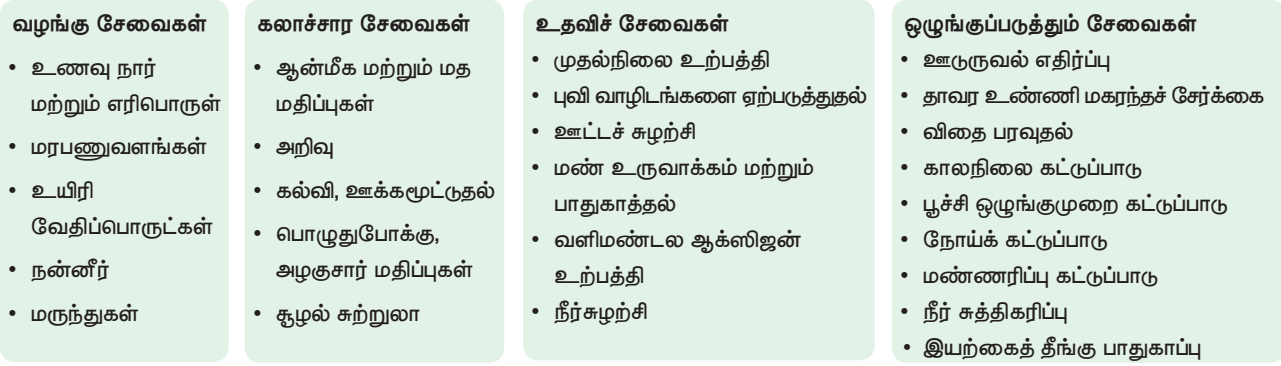 வழங்கு சேவைகள்
• உணவு நார்
மற்றும் எரிபொருள்
• மரபணுவளங்கள்
• உயிரி
வேதிப்பொருட்கள்
• நன்னீர்
• மருந்துகள்
கலாச்சார சேவைகள்
• ஆன்மீக மற்றும் மத
மதிப்புகள்
• அறிவு
• கல்வி, ஊக்கமூட்டுதல்
• பொழுதுபோக்கு,
அழகுசார் மதிப்புகள்
• சூழல் சுற்றுலா
உதவிச் சேவைகள்
• முதல்நிலை உற்பத்தி
• புவி வாழிடங்களை ஏற்படுத்துதல்
• ஊட்டச் சுழற்சி
• மண் உருவாக்கம் மற்றும்
பாதுகாத்தல்
• வளிமண்டல ஆக்ஸிஜன்
உற்பத்தி
• நீர்சுழற்சி
ஒழுங்குப்படுத்தும் சேவைகள்
• ஊடுருவல் எதிர்ப்பு
• தாவர உண்ணி மகரந்தச் சேர்க்கை
• விதை பரவுதல்
• காலநிலை கட்டுப்பாடு
• பூச்சி ஒழுங்குமுறை கட்டுப்பாடு
• நோய்க் கட்டுப்பாடு
• மண்ணரிப்பு கட்டுப்பாடு
• நீர் சுத்திகரிப்பு
• இயற்கைத் தீங்கு பாதுகாப்பு